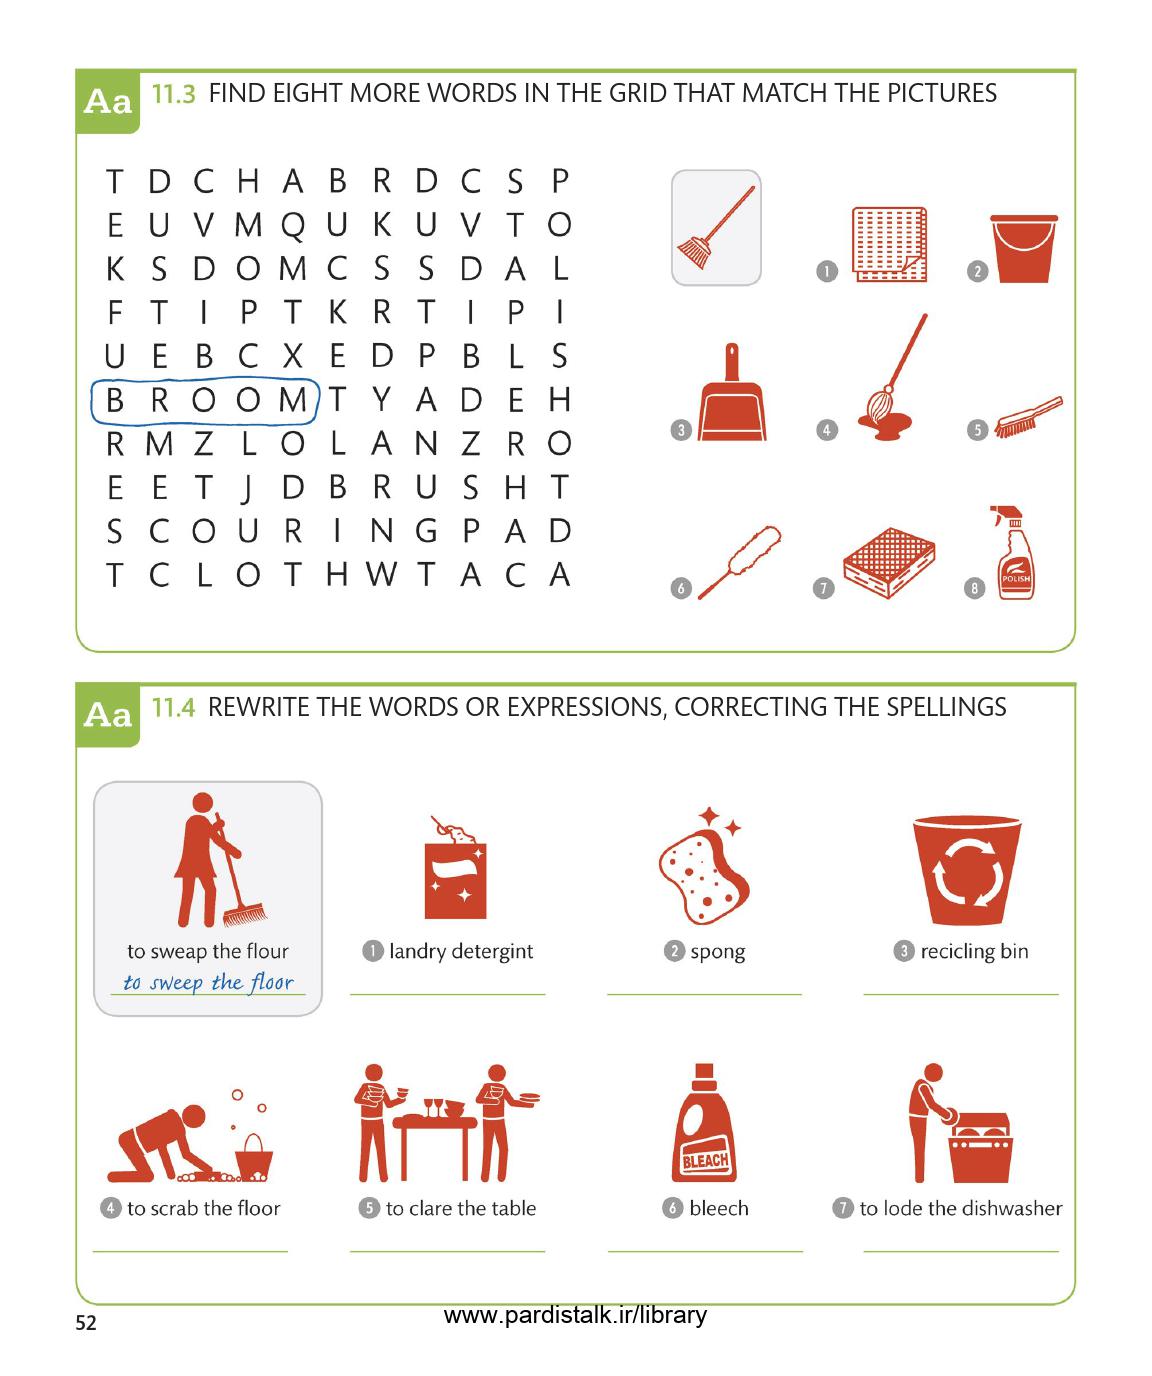 Aa 11.3 FIND EIGHT MORE WORDS IN THE GRID THAT MATCH THE PICTURES
T D C H A B R D C S P
E U V M Q U K U V T O
K S D O M C S S D A L
F T I P T K R T I P I
U E B C X E D P B L S
B R O O M T Y A D E H
R M Z L O L A N Z R O
E E T J D B R U S H T
S C O U R I N G P A D
T C L O T H W T A C A
1
2
3
4
5
6
7
8
POLISH
Aa 11.4 REWRITE THE WORDS OR EXPRESSIONS, CORRECTING THE SPELLINGS
to sweap the flour
to sweep the floor
1 landry detergint
2 spong
3 recicling bin
BLEACH
4 to scrab the floor
5 to clare the table
6 bleech
7 to lode the dishwasher
52
www.pardistalk.ir/library